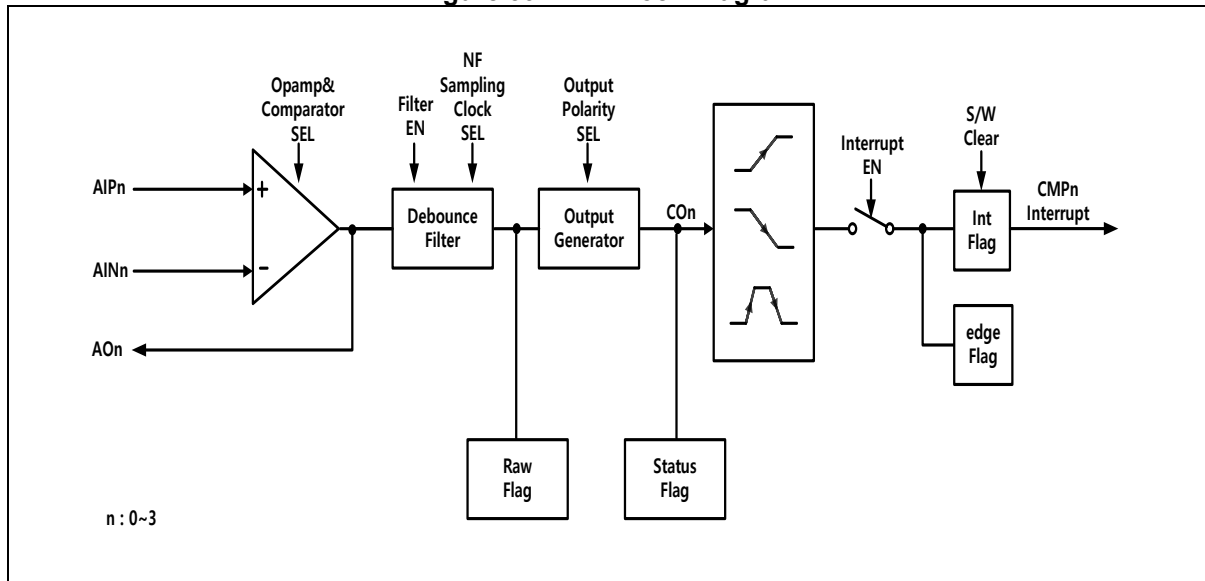 Opamp&
Comparator
SEL
Filter
EN
NF
Sampling
Clock
SEL
Output
Polarity
SEL
Interrupt
EN
S/W
Clear
AIPn
+
AINn
-
AOn
Debounce
Filter
Output
Generator
COn
Int
Flag
CMPn
Interrupt
edge
Flag
Raw
Flag
Status
Flag
n : 0~3